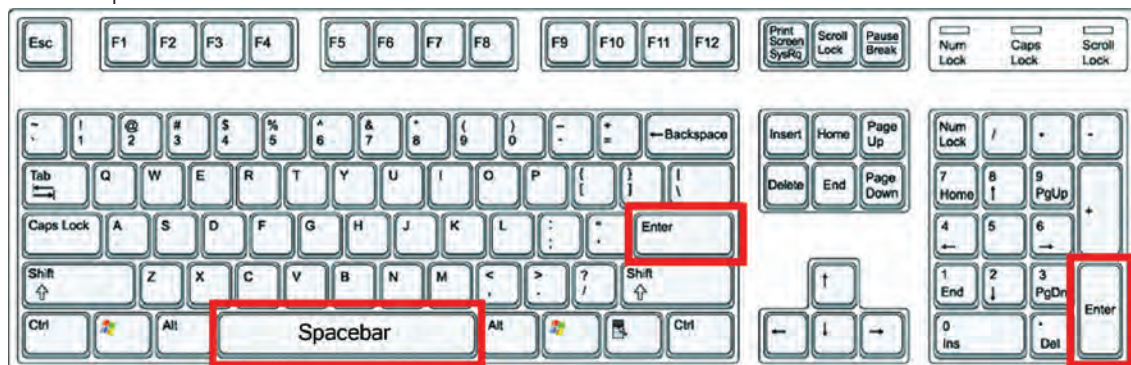 Esc F1 F2 F3 F4 F5 F6 F7 F8 F9 F10 F11 F12 Print Screen SysRq Scroll Lock Pause Break Num Lock Caps Lock Scroll Lock
~ ` ! 1 @ 2 # 3 $ 4 % 5 ^ 6 & 7 * 8 ( 9 ) 0 - - + = ←Backspace Insert Home Page Up Num Lock / * -
Tab Q W E R T Y U I O P { [ } ] | \ Delete End Page Down 7 Home 8 ↑ 9 PgUp +
Caps Lock A S D F G H J K L : ; " ' Enter 4 ← 5 6 →
Shift Z X C V B N M < , > . ? / Shift ↑ 1 End 2 ↓ 3 PgDn Enter
Ctrl Alt Spacebar Alt Ctrl ← ↓ → 0 Ins . Del